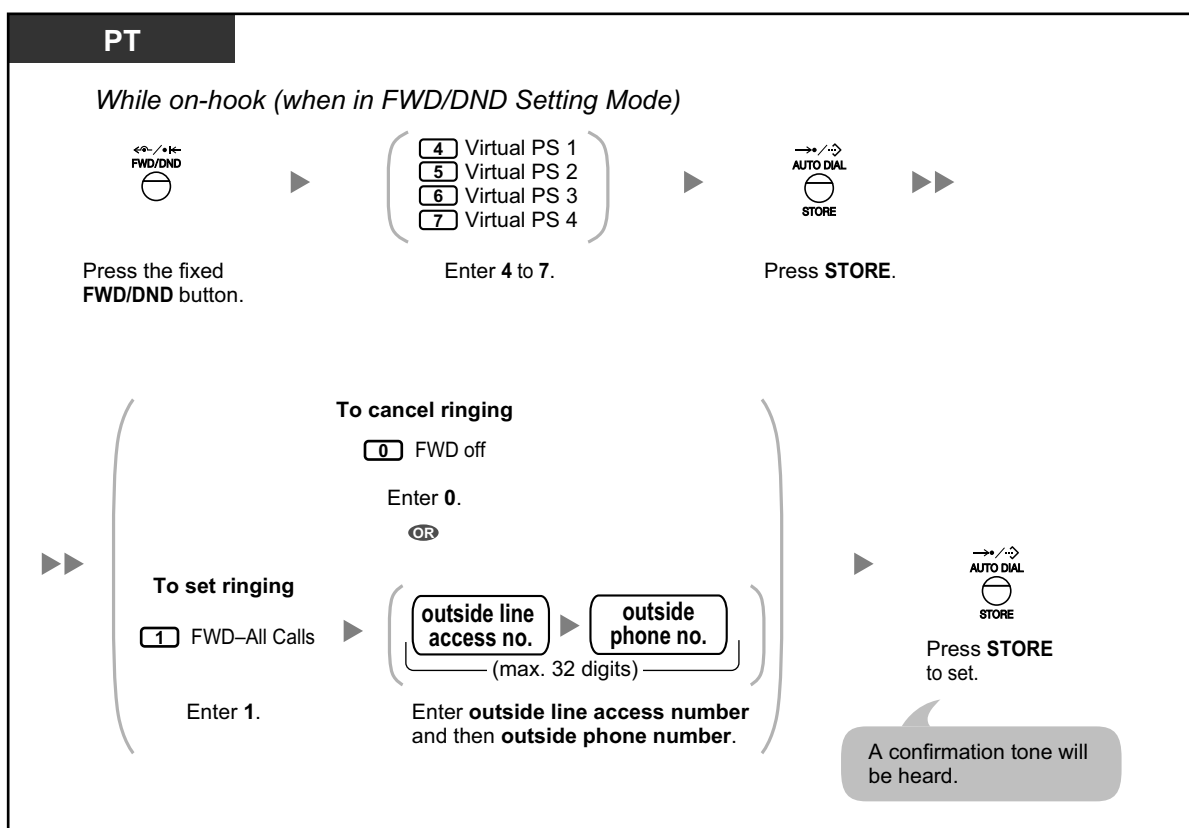 PT
While on-hook (when in FWD/DND Setting Mode)
FWD/DND
4 Virtual PS 1
5 Virtual PS 2
6 Virtual PS 3
7 Virtual PS 4
AUTO DIAL
STORE
Press the fixed
FWD/DND button.
Enter 4 to 7.
Press STORE.
To cancel ringing
0 FWD off
Enter 0.
OR
To set ringing
1 FWD–All Calls
Enter 1.
outside line
access no.
outside
phone no.
(max. 32 digits)
Enter outside line access number
and then outside phone number.
AUTO DIAL
STORE
Press STORE
to set.
A confirmation tone will
be heard.